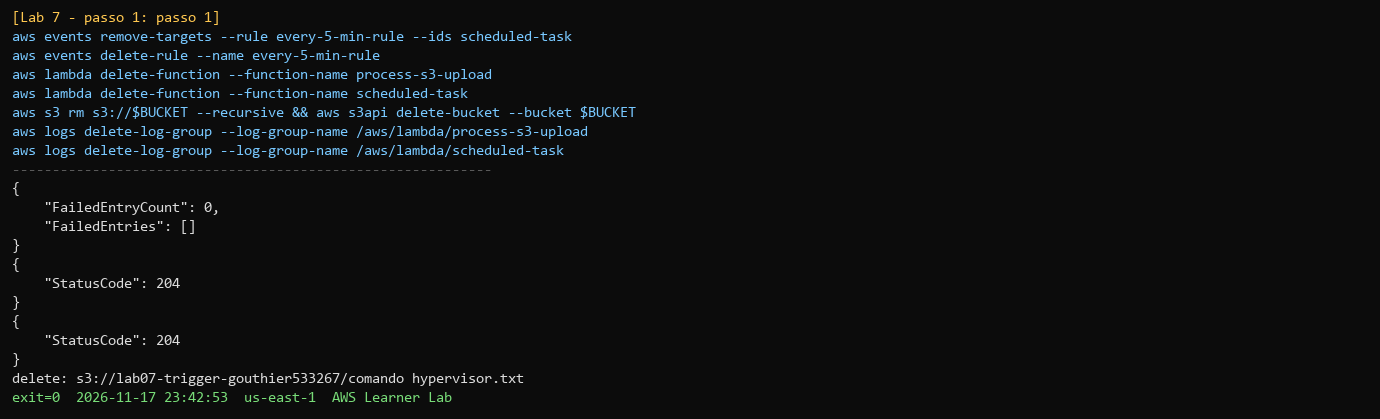 [Lab 7 - passo 1: passo 1]
aws events remove-targets --rule every-5-min-rule --ids scheduled-task
aws events delete-rule --name every-5-min-rule
aws lambda delete-function --function-name process-s3-upload
aws lambda delete-function --function-name scheduled-task
aws s3 rm s3://$BUCKET --recursive && aws s3api delete-bucket --bucket $BUCKET
aws logs delete-log-group --log-group-name /aws/lambda/process-s3-upload
aws logs delete-log-group --log-group-name /aws/lambda/scheduled-task
------------------------------------------------------------
{
    "FailedEntryCount": 0,
    "FailedEntries": []
}
{
    "StatusCode": 204
}
{
    "StatusCode": 204
}
delete: s3://lab07-trigger-gouthier533267/comando hypervisor.txt
exit=0  2026-11-17 23:42:53  us-east-1  AWS Learner Lab